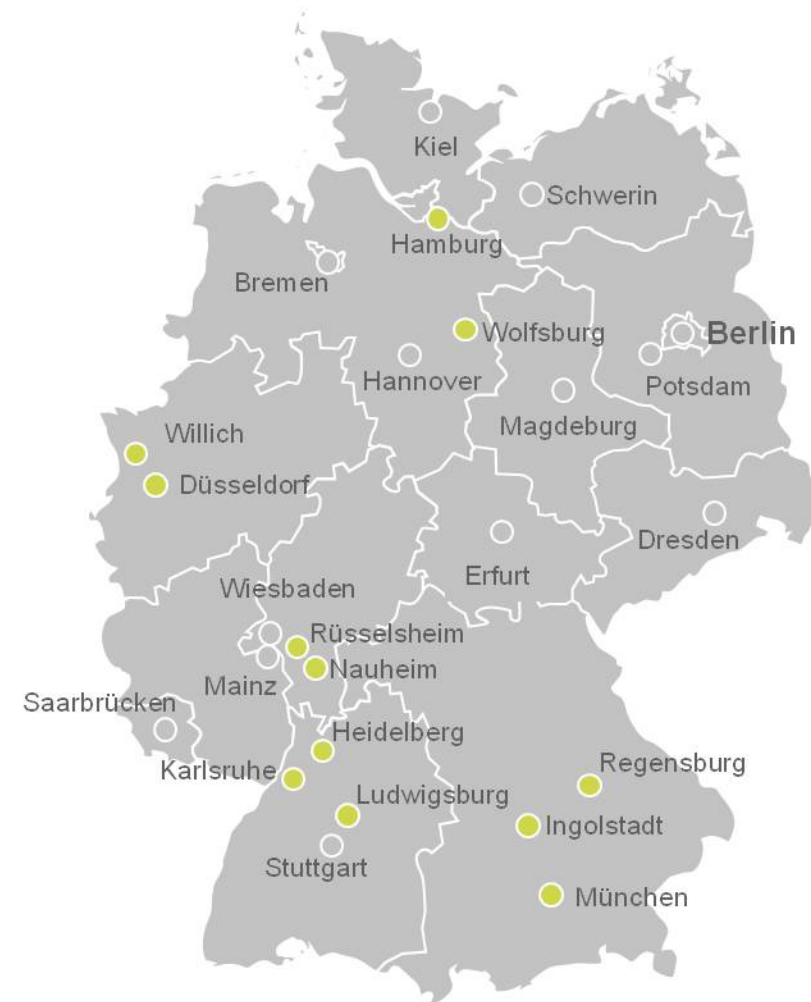 Kiel
Schwerin
Hamburg
Bremen
Wolfsburg
Berlin
Hannover
Potsdam
Magdeburg
Willich
Düsseldorf
Dresden
Erfurt
Wiesbaden
Rüsselsheim
Nauheim
Mainz
Saarbrücken
Heidelberg
Karlsruhe
Regensburg
Ludwigsburg
Ingolstadt
Stuttgart
München